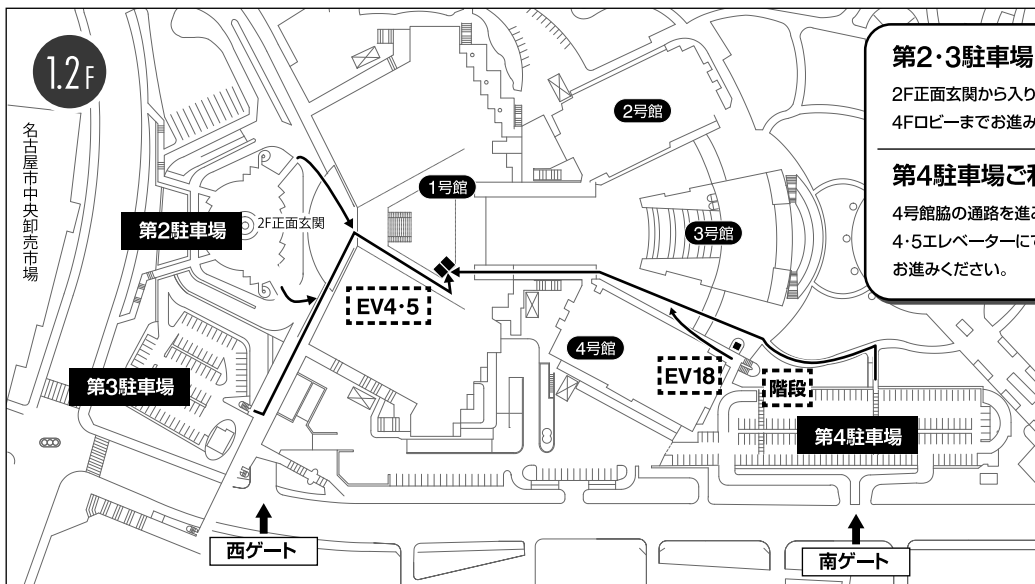 1.2F
名古屋市中央卸売市場
第2駐車場
2F正面玄関
1号館
2号館
3号館
4号館
EV4・5
EV18
階段
第3駐車場
第4駐車場
西ゲート
南ゲート
第2・3駐車場
2F正面玄関から入り
4Fロビーまでお進み
第4駐車場ご
4号館脇の通路を進
4・5エレベーターに
お進みください。